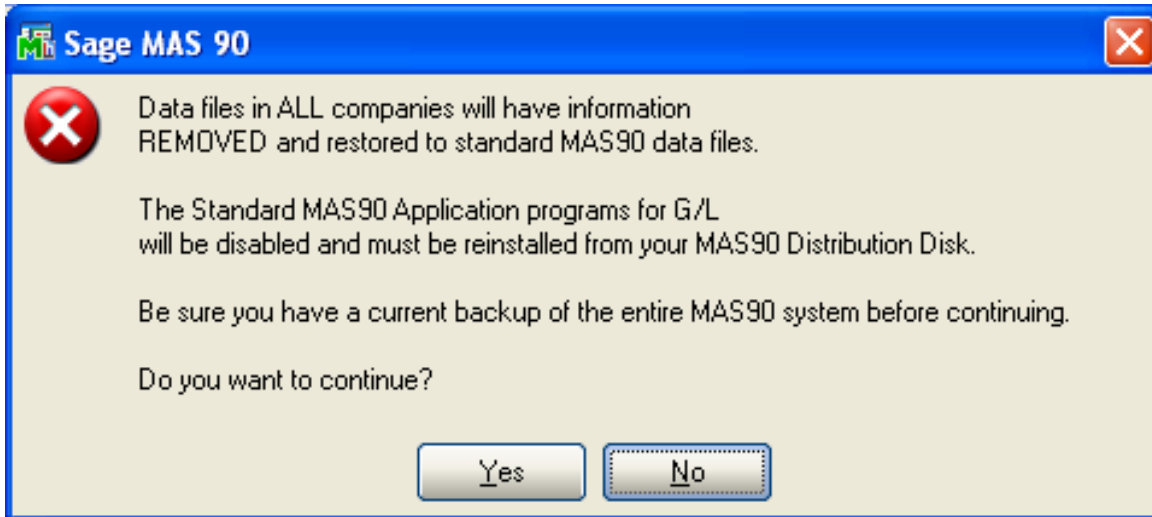 Sage MAS 90
Data files in ALL companies will have information
REMOVED and restored to standard MAS90 data files.
The Standard MAS90 Application programs for G/L
will be disabled and must be reinstalled from your MAS90 Distribution Disk.
Be sure you have a current backup of the entire MAS90 system before continuing.
Do you want to continue?
Yes
No